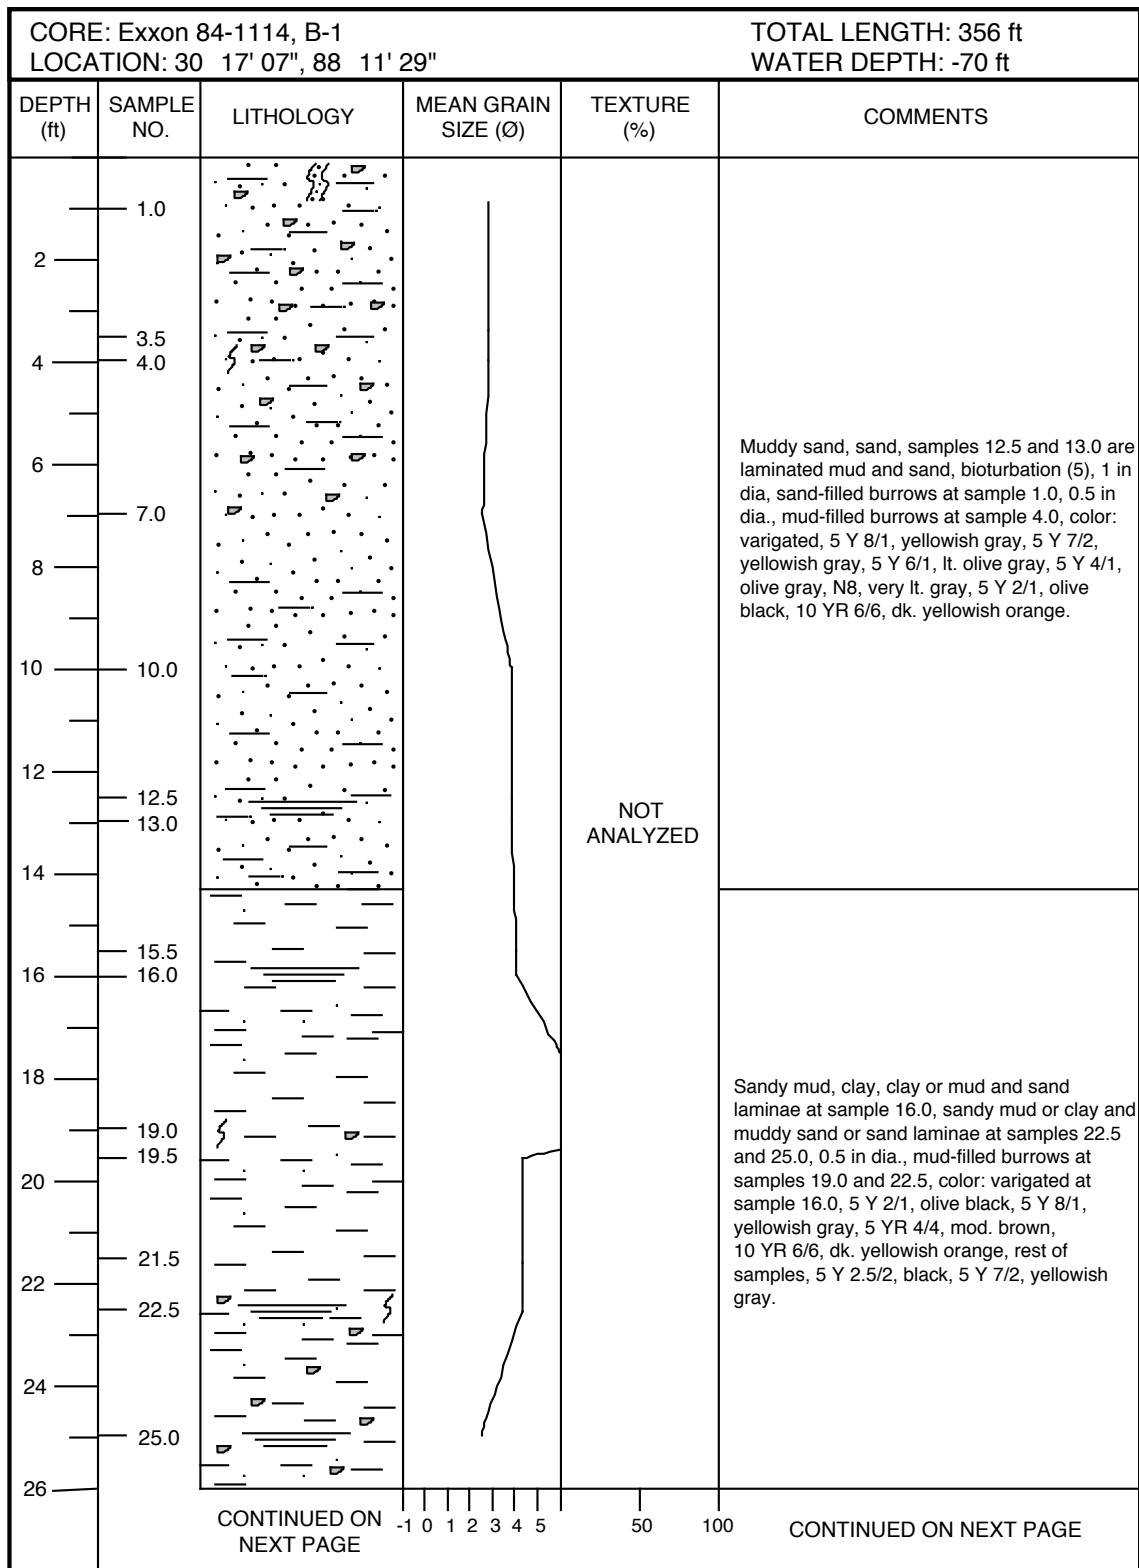 CORE: Exxon 84-1114, B-1
LOCATION: 30 17' 07", 88 11' 29"
TOTAL LENGTH: 356 ft
WATER DEPTH: -70 ft
DEPTH
(ft)
SAMPLE
NO.
LITHOLOGY
MEAN GRAIN
SIZE (Ø)
TEXTURE
(%)
COMMENTS
2
4
6
8
10
12
14
16
18
20
22
24
26
1.0
3.5
4.0
7.0
10.0
12.5
13.0
15.5
16.0
19.0
19.5
21.5
22.5
25.0
NOT
ANALYZED
Muddy sand, sand, samples 12.5 and 13.0 are
laminated mud and sand, bioturbation (5), 1 in
dia, sand-filled burrows at sample 1.0, 0.5 in
dia., mud-filled burrows at sample 4.0, color:
varigated, 5 Y 8/1, yellowish gray, 5 Y 7/2,
yellowish gray, 5 Y 6/1, lt. olive gray, 5 Y 4/1,
olive gray, N8, very lt. gray, 5 Y 2/1, olive
black, 10 YR 6/6, dk. yellowish orange.
Sandy mud, clay, clay or mud and sand
laminae at sample 16.0, sandy mud or clay and
muddy sand or sand laminae at samples 22.5
and 25.0, 0.5 in dia., mud-filled burrows at
samples 19.0 and 22.5, color: varigated at
sample 16.0, 5 Y 2/1, olive black, 5 Y 8/1,
yellowish gray, 5 YR 4/4, mod. brown,
10 YR 6/6, dk. yellowish orange, rest of
samples, 5 Y 2.5/2, black, 5 Y 7/2, yellowish
gray.
CONTINUED ON
NEXT PAGE
-1 0 1 2 3 4 5
50 100
CONTINUED ON NEXT PAGE